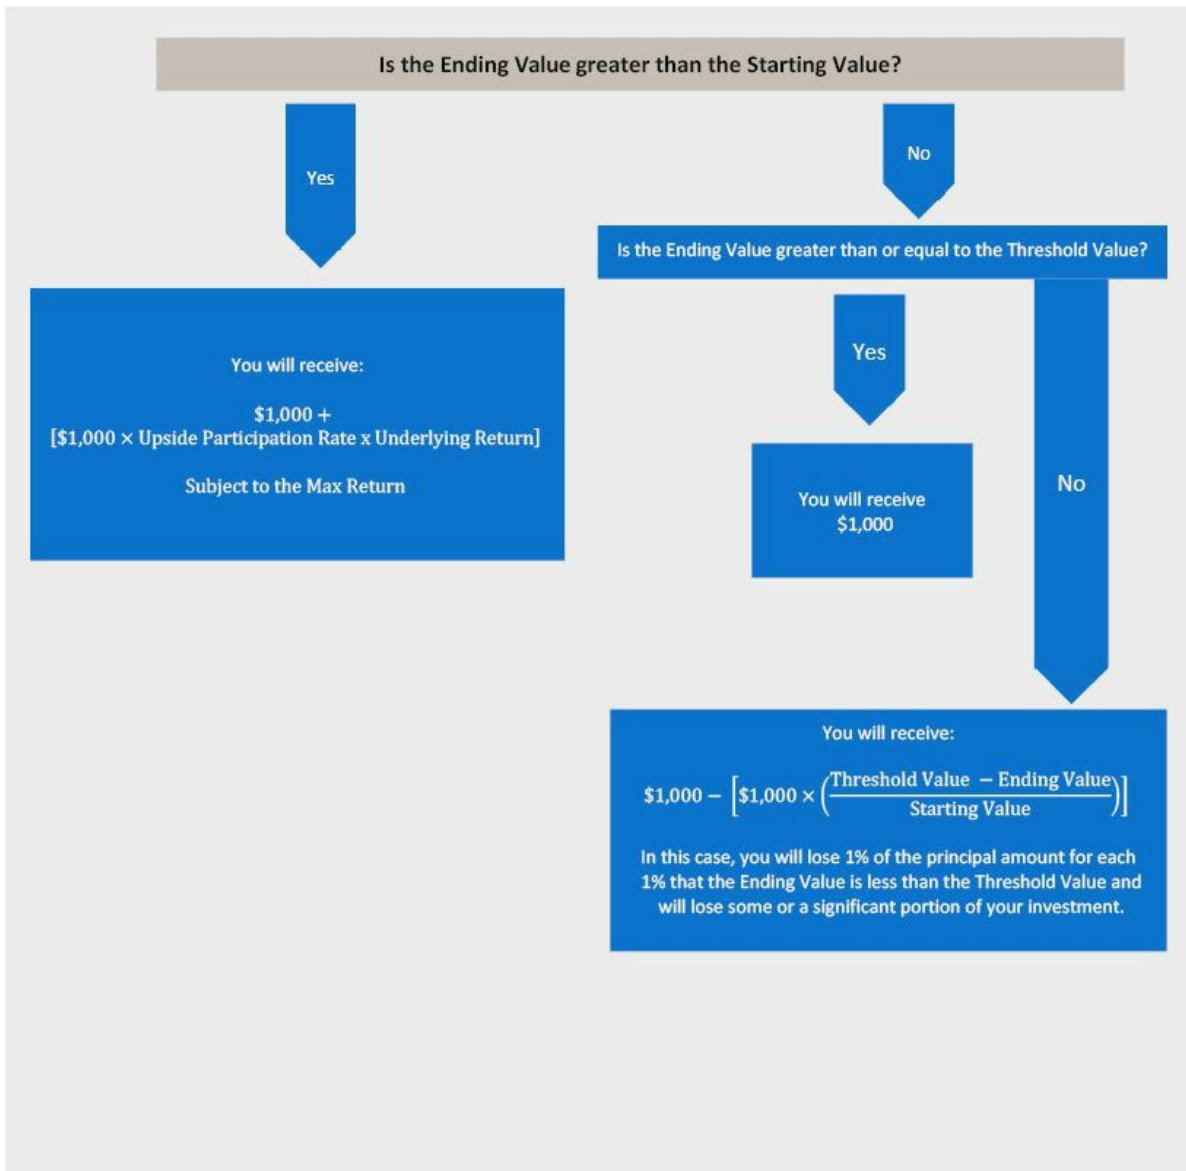 Is the Ending Value greater than the Starting Value?
Yes
No
Is the Ending Value greater than or equal to the Threshold Value?
You will receive:
$1,000 +
[$1,000 × Upside Participation Rate x Underlying Return]
Subject to the Max Return
Yes
You will receive
$1,000
No
You will receive:
$1,000 − [$1,000 × (Threshold Value − Ending Value / Starting Value)]
In this case, you will lose 1% of the principal amount for each
1% that the Ending Value is less than the Threshold Value and
will lose some or a significant portion of your investment.